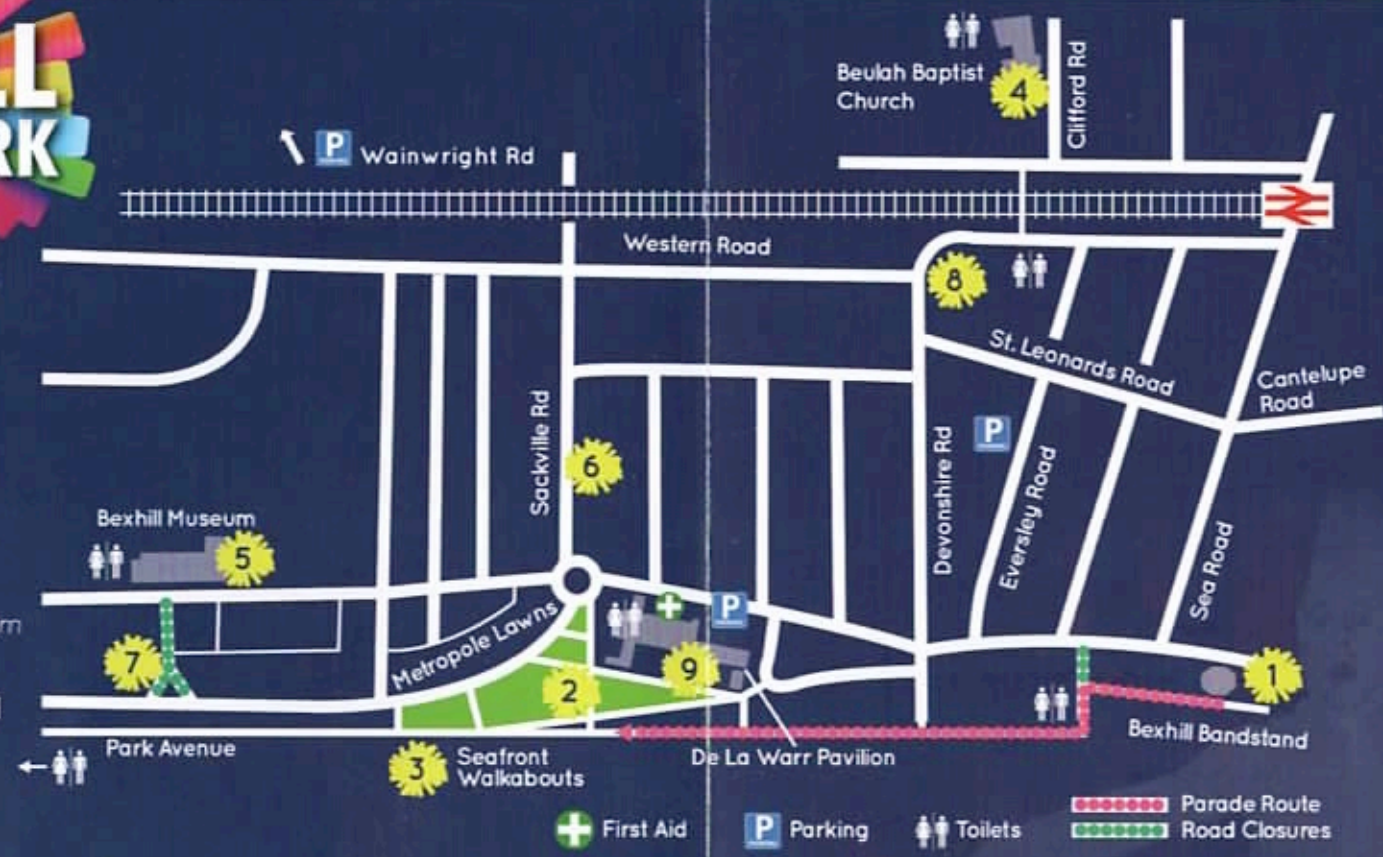 LL
RK
Beulah Baptist
Church
4
Clifford Rd
P
Wainwright Rd
Western Road
8
St. Leonards Road
Cantelupe
Road
Sackville Rd
6
Devonshire Rd
P
Eversley Road
Sea Road
Bexhill Museum
5
m
Metropole Lawns
P
7
2
9
1
Park Avenue
3
Seafront
Walkabouts
De La Warr Pavilion
Bexhill Bandstand
First Aid
P
Parking
Toilets
Parade Route
Road Closures